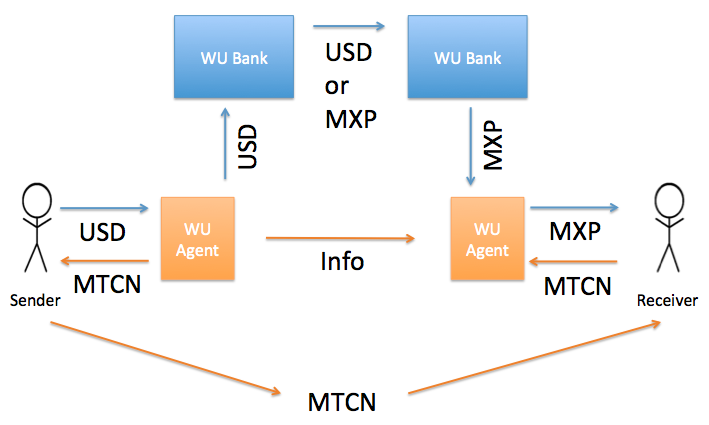 WU Bank
USD
or
MXP
WU Bank
USD
MXP
USD
WU
Agent
Info
WU
Agent
MXP
MTCN
MTCN
Sender
Receiver
MTCN